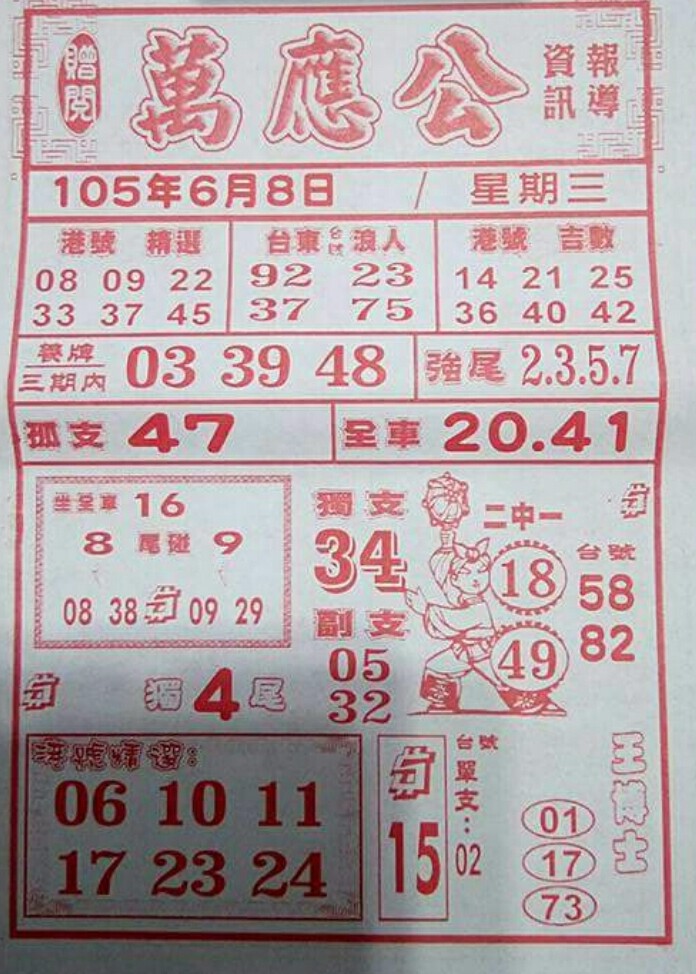 贈閱
萬應公
資訊
報導
105年6月8日 / 星期三
港號 精選
08 09 22
33 37 45
台東台號浪人
92 23
37 75
港號 吉數
14 21 25
36 40 42
養牌
三期內
03 39 48
強尾 2.3.5.7
孤支 47
全車 20.41
坐全車 16
8 尾碰 9
08 38 09 29
獨支
34
副支
05
32
二中一
18
49
台號
58
82
獨 4 尾
港號精選:
06 10 11
17 23 24
15
台號
單支:
02
王博士
01
17
73